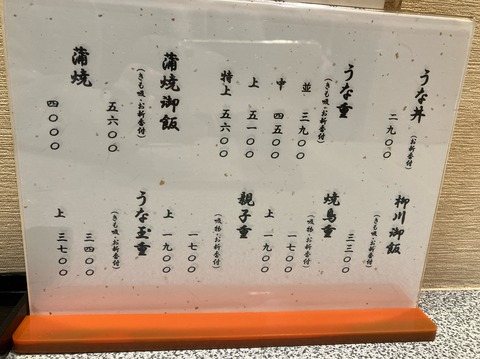 うな丼
(お新香付)
二九〇〇
うな重
(きも吸・お新香付)
並 三九〇〇
中 四五〇〇
上 五一〇〇
特上 五六〇〇
蒲焼御飯
(きも吸・お新香付)
五六〇〇
蒲焼
四〇〇〇
柳川御飯
(きも吸・お新香付)
三三〇〇
焼鳥重
(吸物・お新香付)
一七〇〇
上 一九〇〇
親子重
(吸物・お新香付)
一七〇〇
上 一九〇〇
うな玉重
(きも吸・お新香付)
三四〇〇
上 三七〇〇